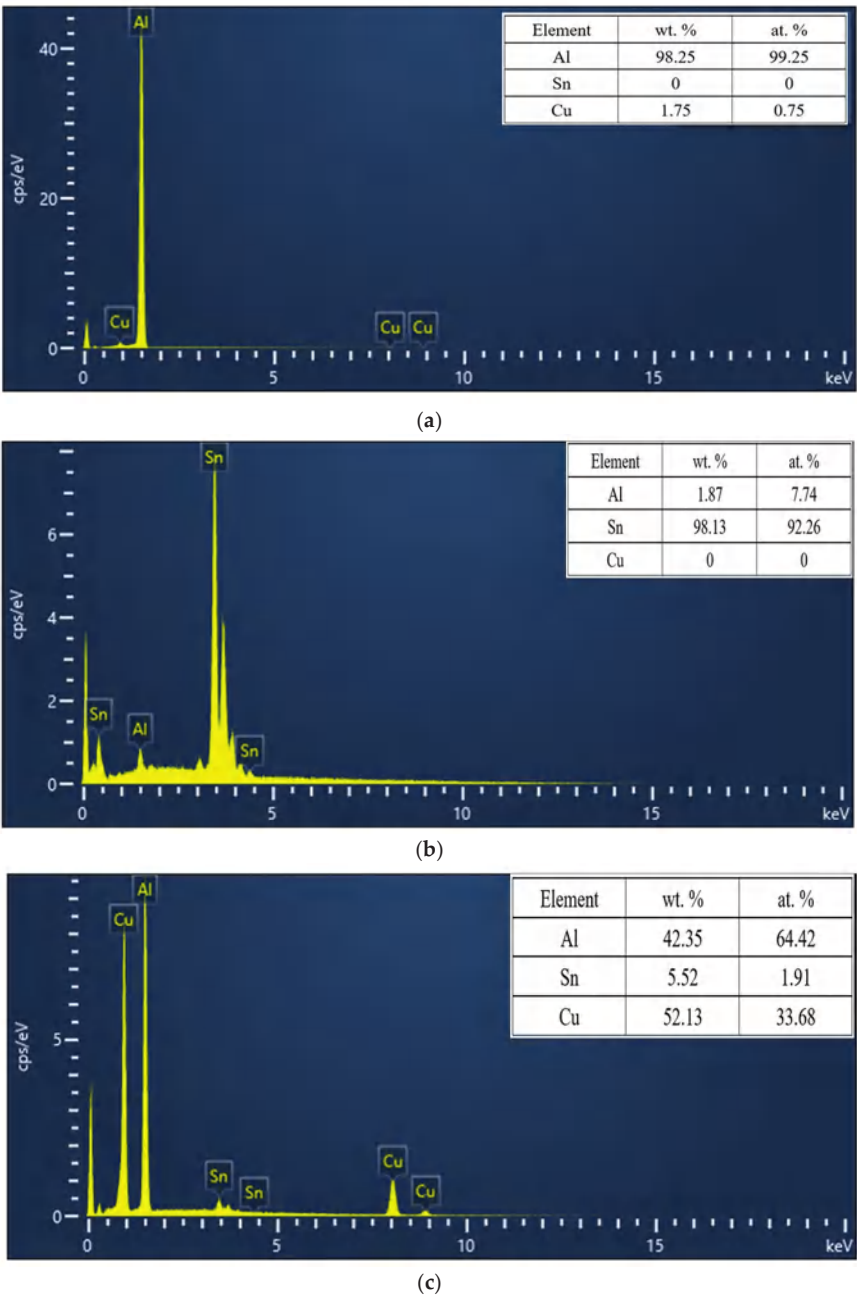 Al
Element wt. % at. %
Al 98.25 99.25
Sn 0 0
Cu 1.75 0.75
40
cps/eV
20
Cu Cu Cu
0
0 5 10 15 keV
(a)
Sn
Element wt. % at. %
Al 1.87 7.74
Sn 98.13 92.26
Cu 0 0
6
cps/eV
4
2
Sn Al Sn
0
0 5 10 15 keV
(b)
Al
Cu
Element wt. % at. %
Al 42.35 64.42
Sn 5.52 1.91
Cu 52.13 33.68
5
cps/eV
Sn Sn Cu Cu
0
0 5 10 15 keV
(c)